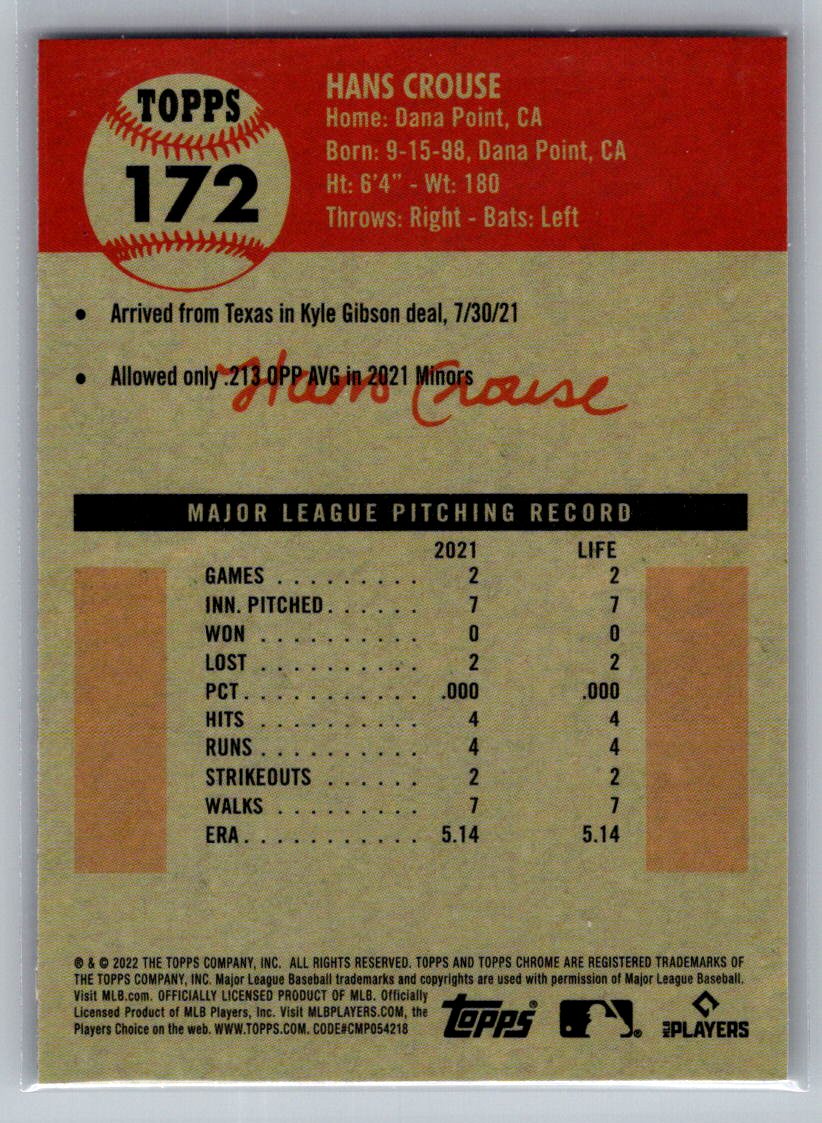 TOPPS
172
HANS CROUSE
Home: Dana Point, CA
Born: 9-15-98, Dana Point, CA
Ht: 6'4" - Wt: 180
Throws: Right - Bats: Left
• Arrived from Texas in Kyle Gibson deal, 7/30/21
• Allowed only .213 OPP AVG in 2021 Minors
Hans Crouse
MAJOR LEAGUE PITCHING RECORD
2021 LIFE
GAMES . . . . . . . . . 2 2
INN. PITCHED. . . . . . 7 7
WON . . . . . . . . . . 0 0
LOST . . . . . . . . . . 2 2
PCT. . . . . . . . . . . .000 .000
HITS . . . . . . . . . . 4 4
RUNS . . . . . . . . . . 4 4
STRIKEOUTS . . . . . . 2 2
WALKS . . . . . . . . . 7 7
ERA. . . . . . . . . . . 5.14 5.14
® & © 2022 THE TOPPS COMPANY, INC. ALL RIGHTS RESERVED. TOPPS AND TOPPS CHROME ARE REGISTERED TRADEMARKS OF
THE TOPPS COMPANY, INC. Major League Baseball trademarks and copyrights are used with permission of Major League Baseball.
Visit MLB.com. OFFICIALLY LICENSED PRODUCT OF MLB. Officially
Licensed Product of MLB Players, Inc. Visit MLBPLAYERS.COM, the
Players Choice on the web. WWW.TOPPS.COM. CODE#CMP054218
Topps®
MLB PLAYERS